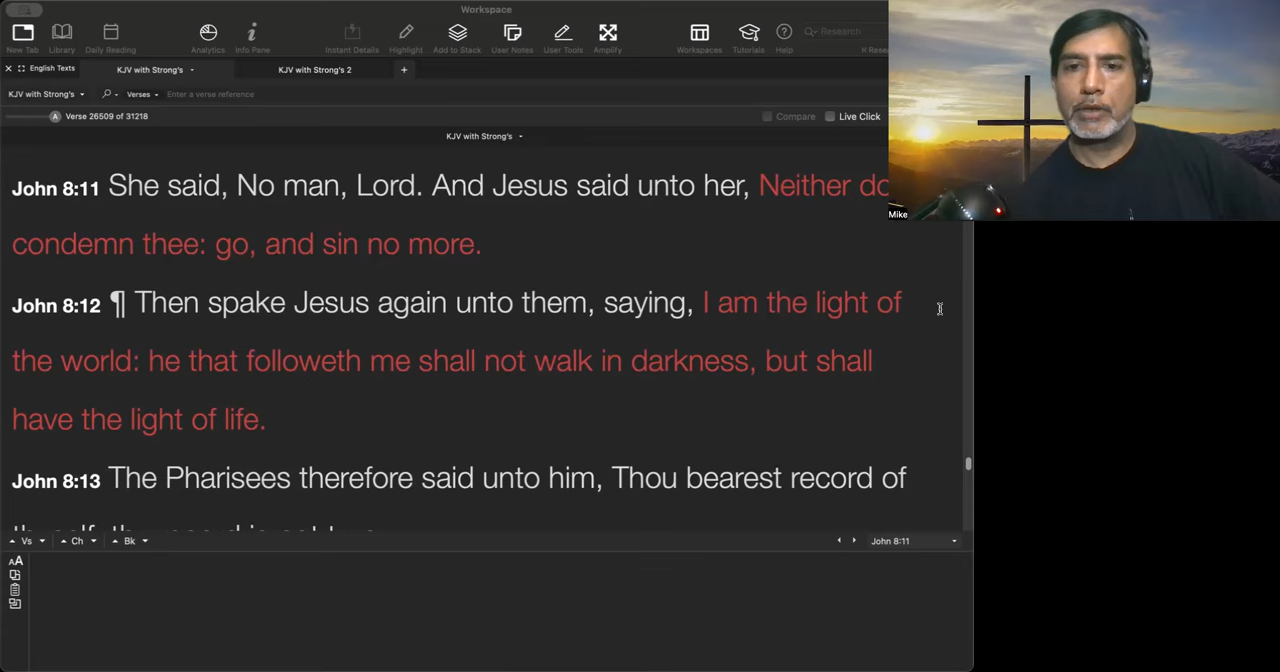 Workspace
New Tab
Library
Daily Reading
Analytics
Info Pane
Instant Details
Highlight
Add to Stack
User Notes
User Tools
Amplify
Workspaces
Tutorials
Help
Research
English Texts
KJV with Strong's
KJV with Strong's 2
KJV with Strong's
Verses
Enter a verse reference
A Verse 26509 of 31218
Compare
Live Click
KJV with Strong's
John 8:11 She said, No man, Lord. And Jesus said unto her, Neither do
condemn thee: go, and sin no more.
John 8:12 ¶ Then spake Jesus again unto them, saying, I am the light of
the world: he that followeth me shall not walk in darkness, but shall
have the light of life.
John 8:13 The Pharisees therefore said unto him, Thou bearest record of
Vs
Ch
Bk
John 8:11
AA
Mike